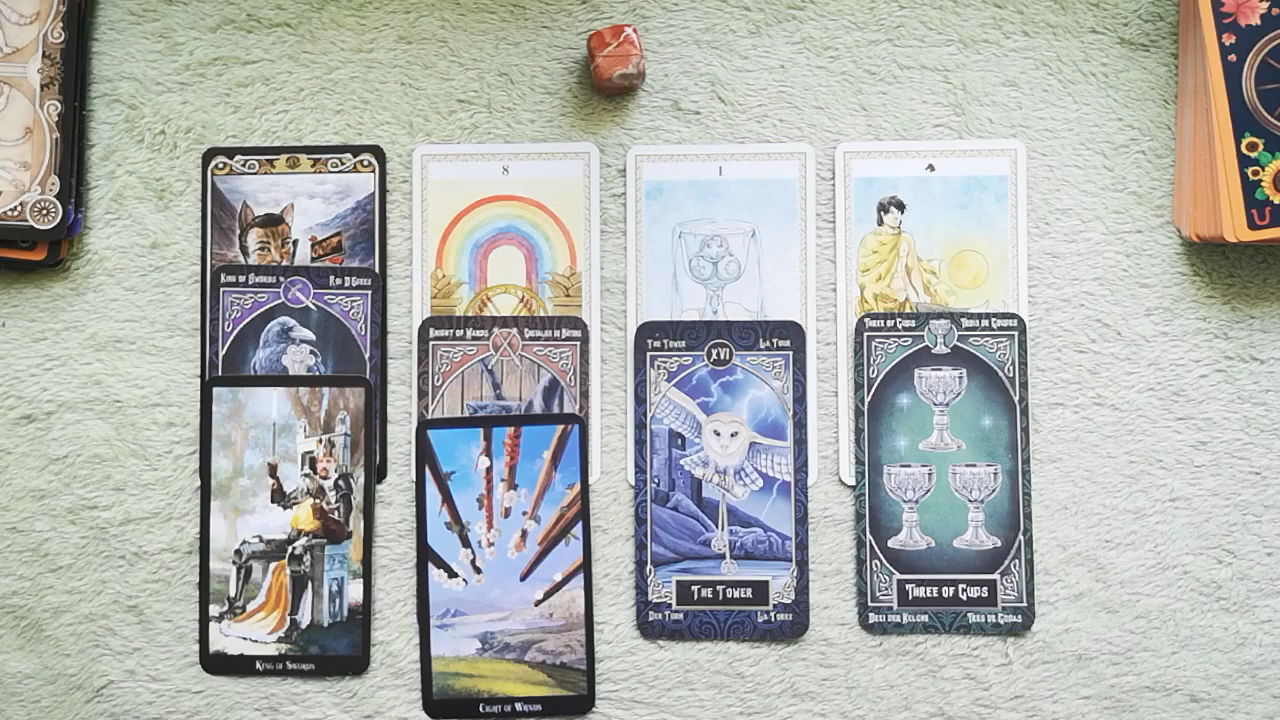 8
1
KING OF SWORDS
ROI D'ÉPÉES
KNIGHT OF WANDS
CHEVALIER DE BÂTONS
THE TOWER
XVI
LA TOUR
THREE OF CUPS
TROIS DE COUPES
THE TOWER
DER TURM
LA TORRE
THREE OF CUPS
DREI DER KELCHE
TRES DE COPAS
KING OF SWORDS
EIGHT OF WANDS